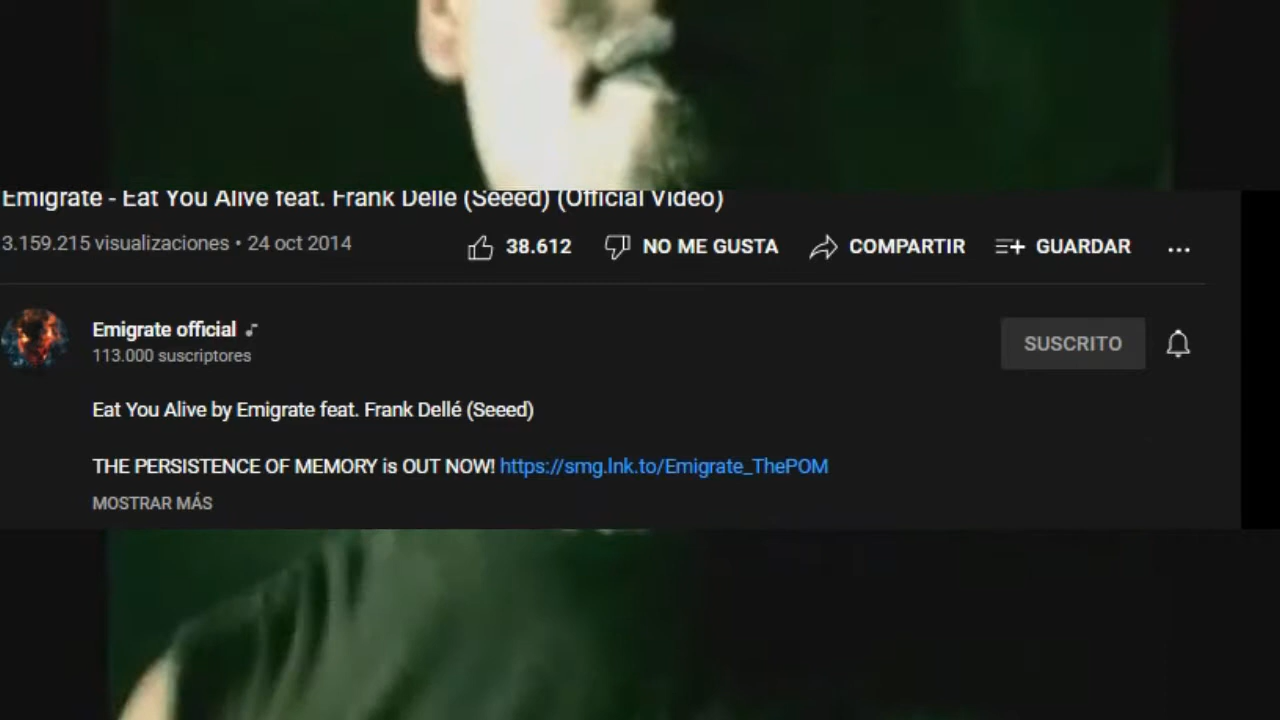 Emigrate - Eat You Alive feat. Frank Dellé (Seeed) (Official Video)
3.159.215 visualizaciones • 24 oct 2014
38.612 NO ME GUSTA COMPARTIR GUARDAR ...
Emigrate official
113.000 suscriptores
SUSCRITO
Eat You Alive by Emigrate feat. Frank Dellé (Seeed)
THE PERSISTENCE OF MEMORY is OUT NOW! https://smg.lnk.to/Emigrate_ThePOM
MOSTRAR MÁS